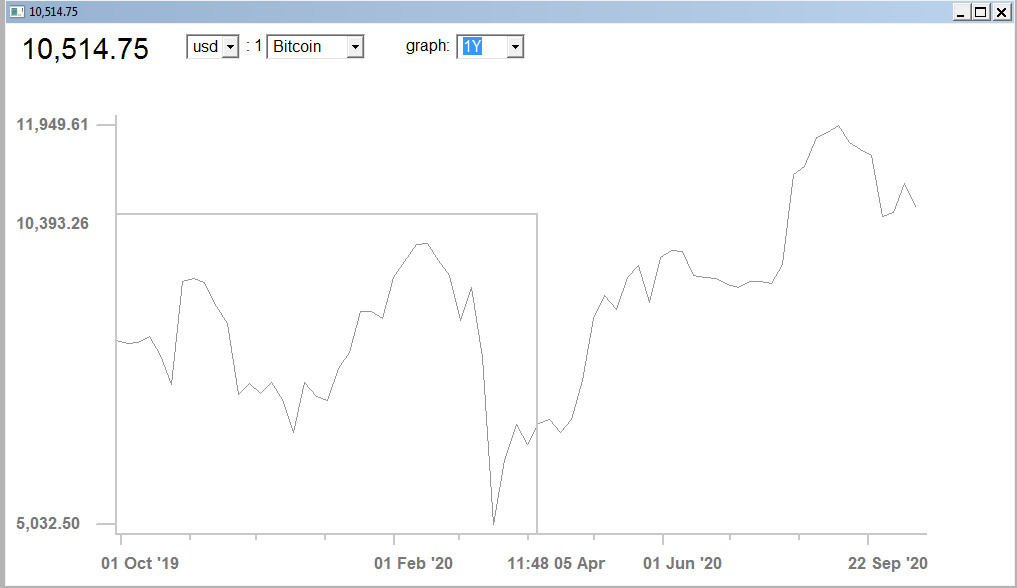 10,514.75
10,514.75 usd : 1 Bitcoin graph: 1Y
11,949.61
10,393.26
5,032.50
01 Oct '19 01 Feb '20 11:48 05 Apr 01 Jun '20 22 Sep '20